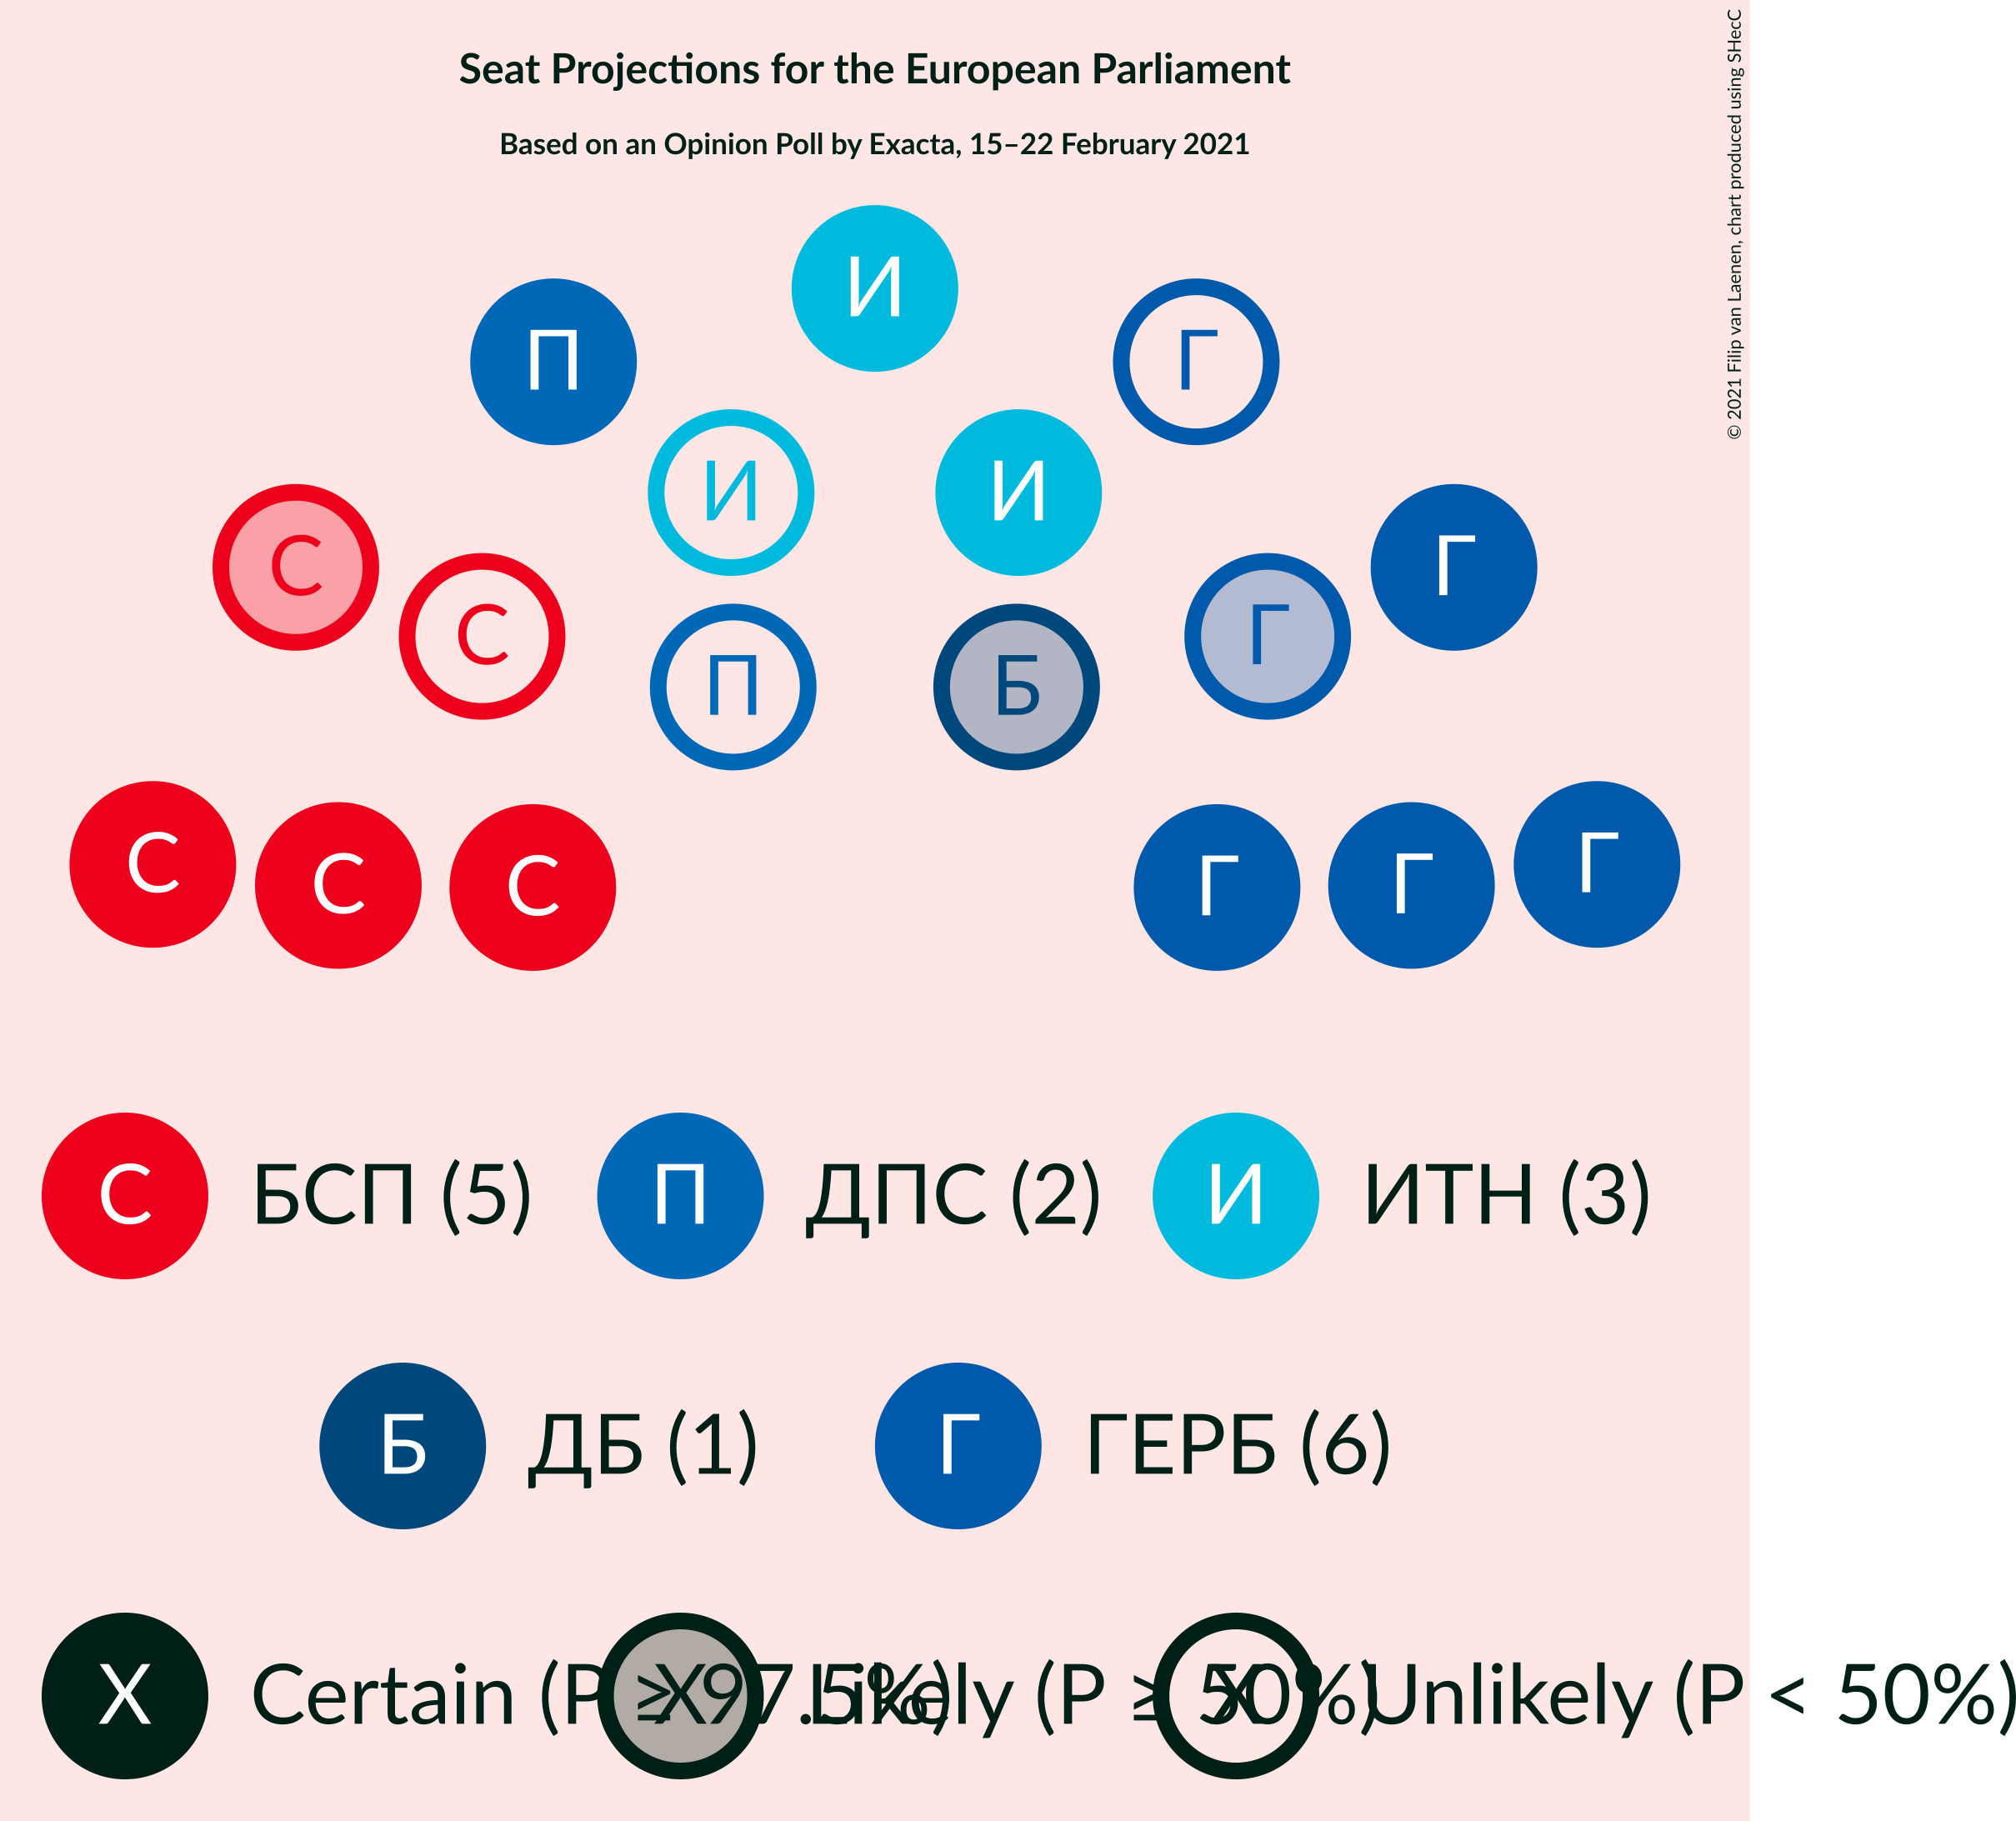 Seat Projections for the European Parliament
Based on an Opinion Poll by Exacta, 15–22 February 2021
© 2021 Filip van Laenen, chart produced using SHecC
И
П Г
И И
С Г
С Г
П Б
С Г
С С Г Г
С БСП (5) П ДПС (2) И ИТН (3)
Б ДБ (1) Г ГЕРБ (6)
X Certain (P ≥ 97.5%) X Likely (P ≥ 50%) X Unlikely (P < 50%)